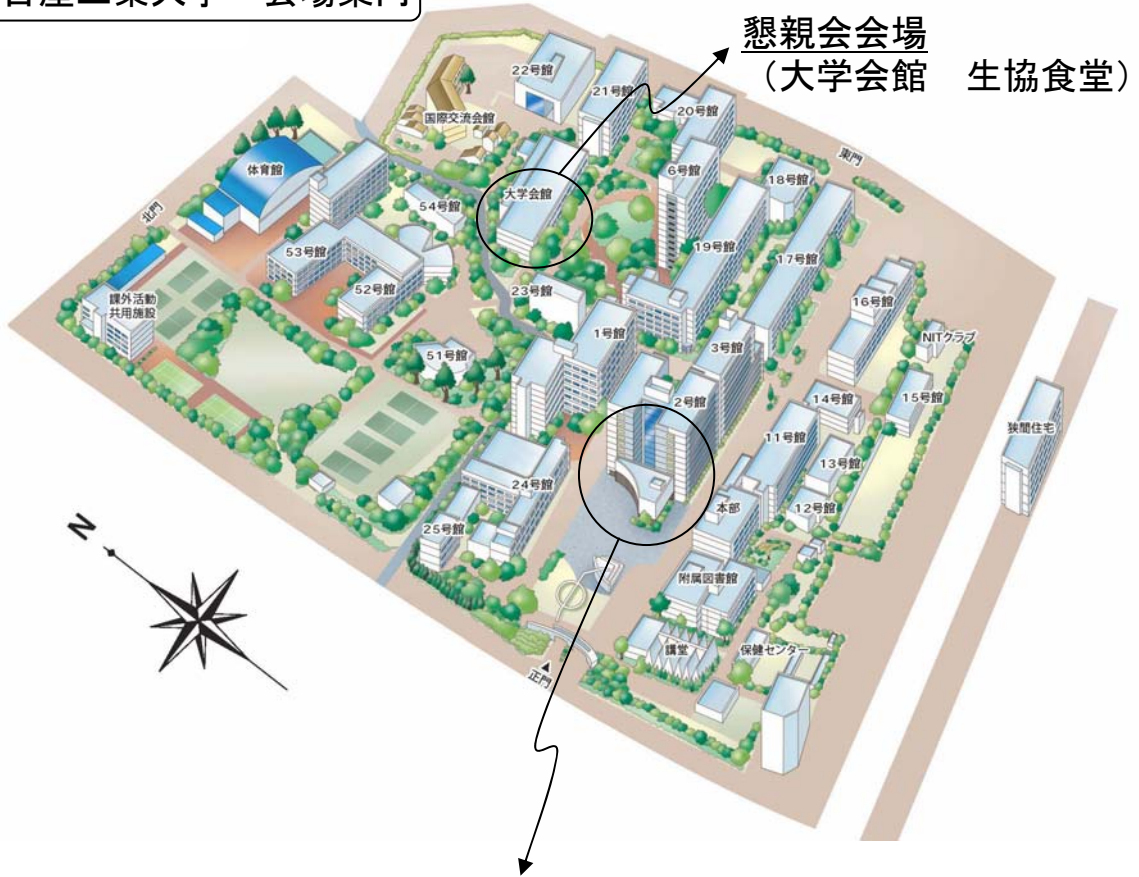 古屋工業大学　会場案内
懇親会会場
（大学会館　生協食堂）
22号館
21号館
20号館
国際交流会館
東門
体育館
6号館
18号館
大学会館
54号館
北門
19号館
53号館
17号館
52号館
23号館
16号館
課外活動
共用施設
1号館
NITクラブ
3号館
51号館
2号館
15号館
14号館
狭間住宅
11号館
13号館
24号館
本部
12号館
N
25号館
附属図書館
講堂
保健センター
正門